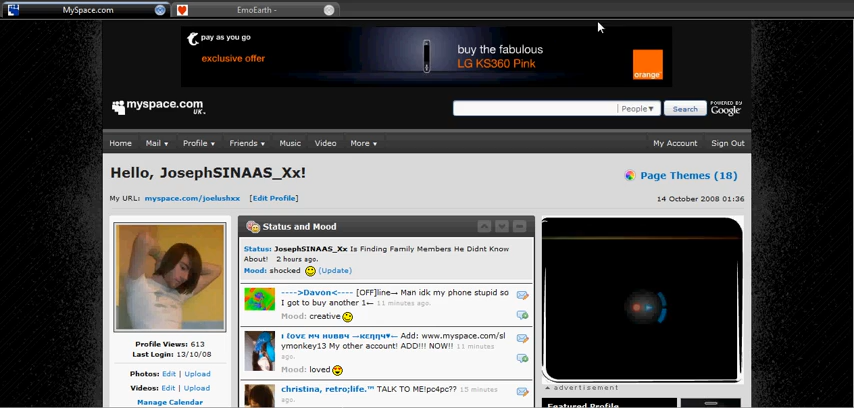 MySpace.com
EmoEarth -
pay as you go
exclusive offer
buy the fabulous
LG KS360 Pink
orange™
myspace.com
UK
People▼
Search
POWERED BY
Google
Home Mail ▾ Profile ▾ Friends ▾ Music Video More ▾ My Account Sign Out
Hello, JosephSINAAS_Xx!
Page Themes (18)
My URL: myspace.com/joelushxx [Edit Profile]
14 October 2008 01:36
Status and Mood
Status: JosephSINAAS_Xx Is Finding Family Members He Didnt Know
About! 2 hours ago.
Mood: shocked (Update)
---->Davon<---- [OFF]line→ Man idk my phone stupid so
I got to buy another 1← 11 minutes ago.
Mood: creative
Add: www.myspace.com/sl
ymonkey13 My other account! ADD!!! NOW!! 11 minutes
ago.
Mood: loved
christina, retro;life.™ TALK TO ME!pc4pc?? 15 minutes
ago.
Profile Views: 613
Last Login: 13/10/08
Photos: Edit | Upload
Videos: Edit | Upload
Manage Calendar
advertisement
Featured Profile